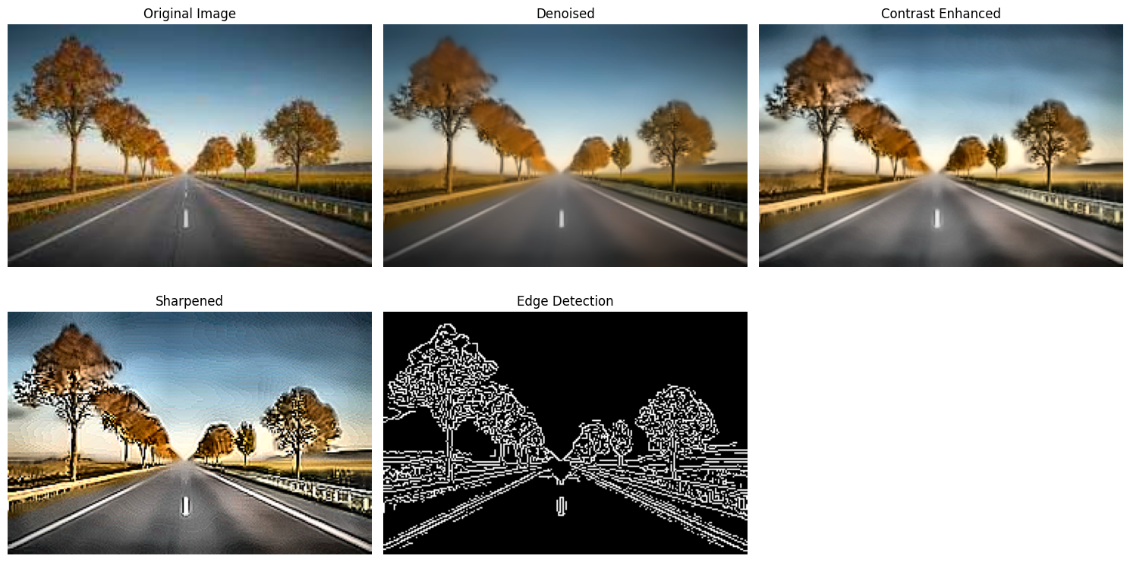 Original Image
Denoised
Contrast Enhanced
Sharpened
Edge Detection